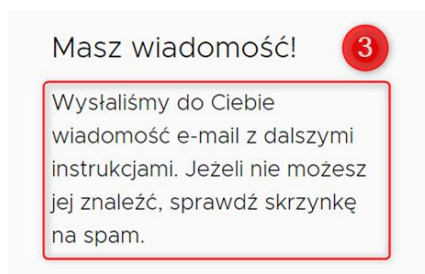 Masz wiadomość! 3
Wysłaliśmy do Ciebie
wiadomość e-mail z dalszymi
instrukcjami. Jeżeli nie możesz
jej znaleźć, sprawdź skrzynkę
na spam.